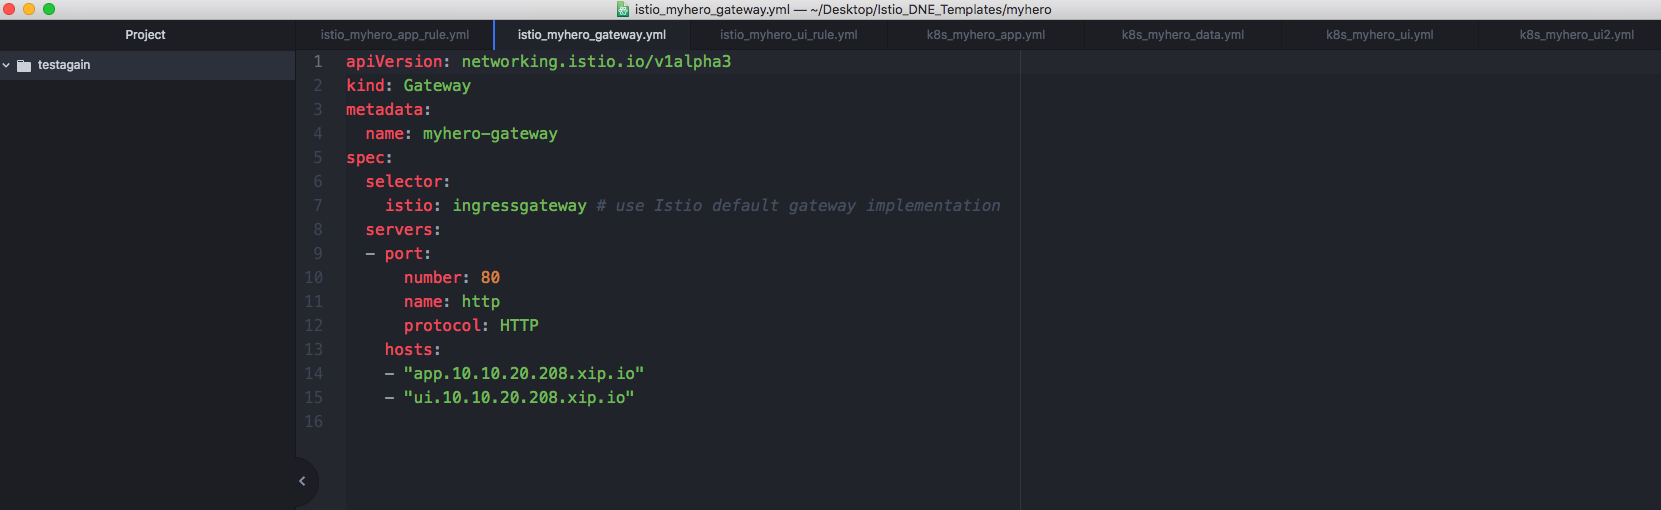 istio_myhero_gateway.yml — ~/Desktop/Istio_DNE_Templates/myhero
Project
istio_myhero_app_rule.yml
istio_myhero_gateway.yml
istio_myhero_ui_rule.yml
k8s_myhero_app.yml
k8s_myhero_data.yml
k8s_myhero_ui.yml
k8s_myhero_ui2.yml
testagain
1 apiVersion: networking.istio.io/v1alpha3
2 kind: Gateway
3 metadata:
4   name: myhero-gateway
5 spec:
6   selector:
7     istio: ingressgateway # use Istio default gateway implementation
8   servers:
9   - port:
10       number: 80
11       name: http
12       protocol: HTTP
13     hosts:
14     - "app.10.10.20.208.xip.io"
15     - "ui.10.10.20.208.xip.io"
16